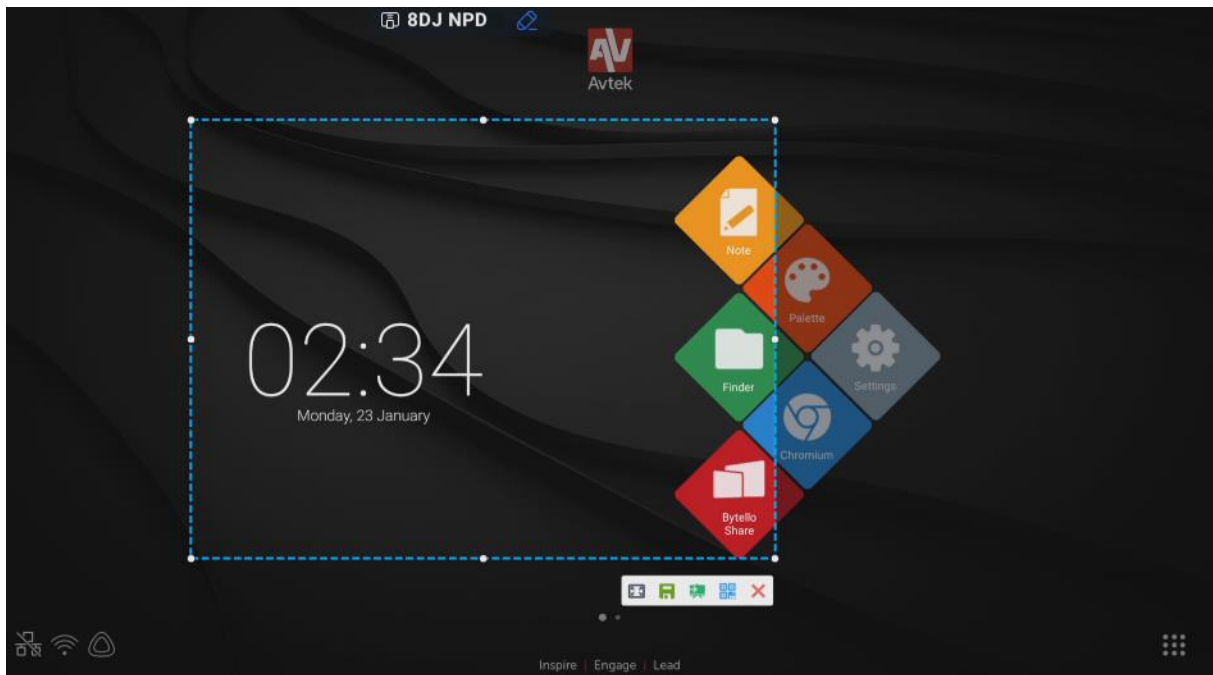 8DJ NPD
AV
Avtek
Note
Palette
02:34
Monday, 23 January
Finder
Settings
Chromium
Bytello
Share
Inspire | Engage | Lead